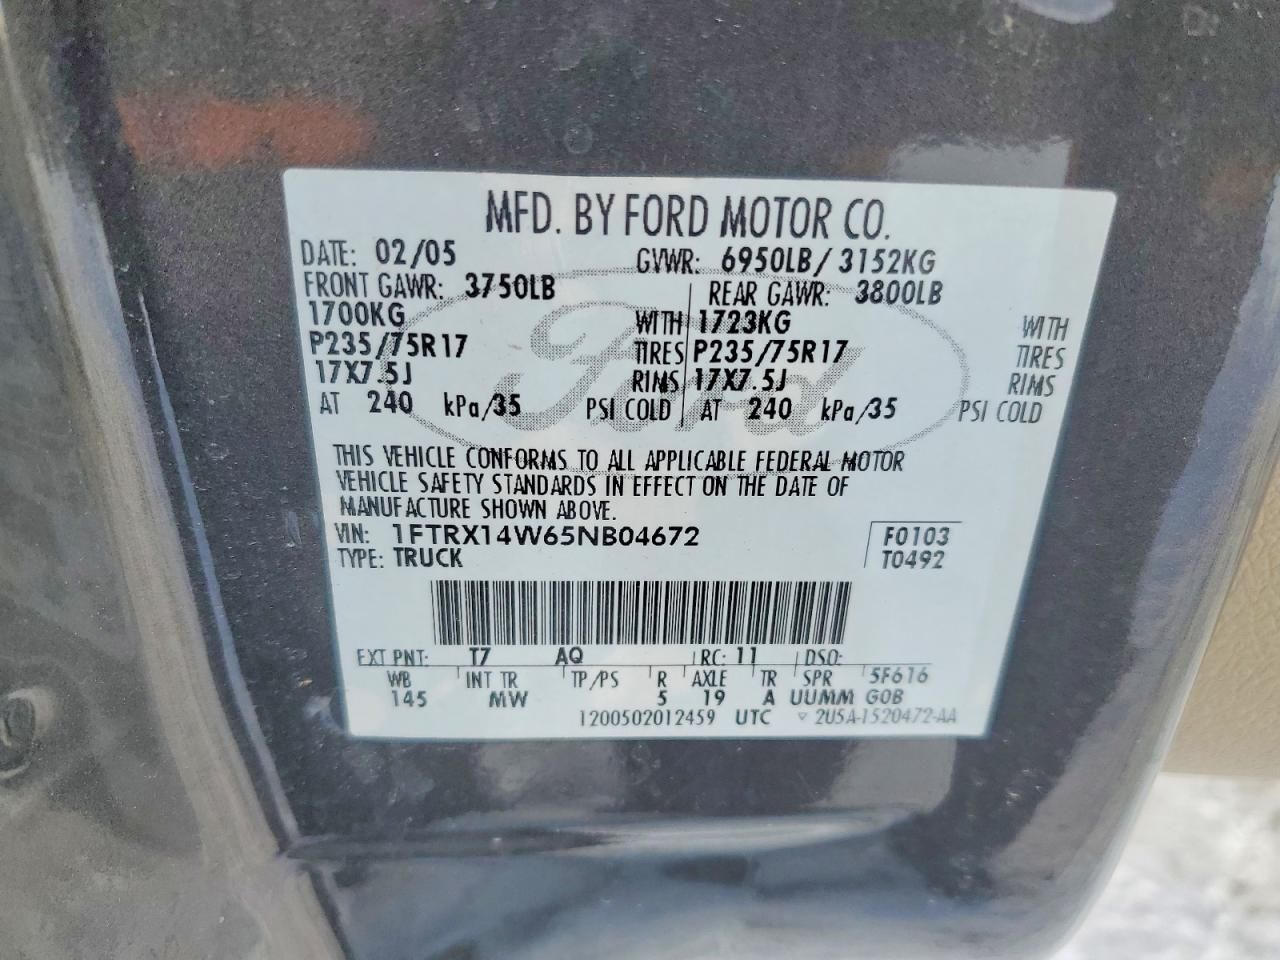 MFD. BY FORD MOTOR CO.
DATE: 02/05 GVWR: 6950LB/ 3152KG
FRONT GAWR: 3750LB REAR GAWR: 3800LB
1700KG WITH 1723KG WITH
P235/75R17 TIRES P235/75R17 TIRES
17X7.5J RIMS 17X7.5J RIMS
AT 240 kPa/35 PSI COLD AT 240 kPa/35 PSI COLD
Ford
THIS VEHICLE CONFORMS TO ALL APPLICABLE FEDERAL MOTOR
VEHICLE SAFETY STANDARDS IN EFFECT ON THE DATE OF
MANUFACTURE SHOWN ABOVE.
VIN: 1FTRX14W65NB04672 F0103
TYPE: TRUCK T0492
EXT PNT: T7 AQ RC: 11 DSO:
WB INT TR TP/PS R AXLE TR SPR 5F616
145 MW 5 19 A UUMM G0B
1200502012459 UTC ▽ 2U5A-1520472-AA